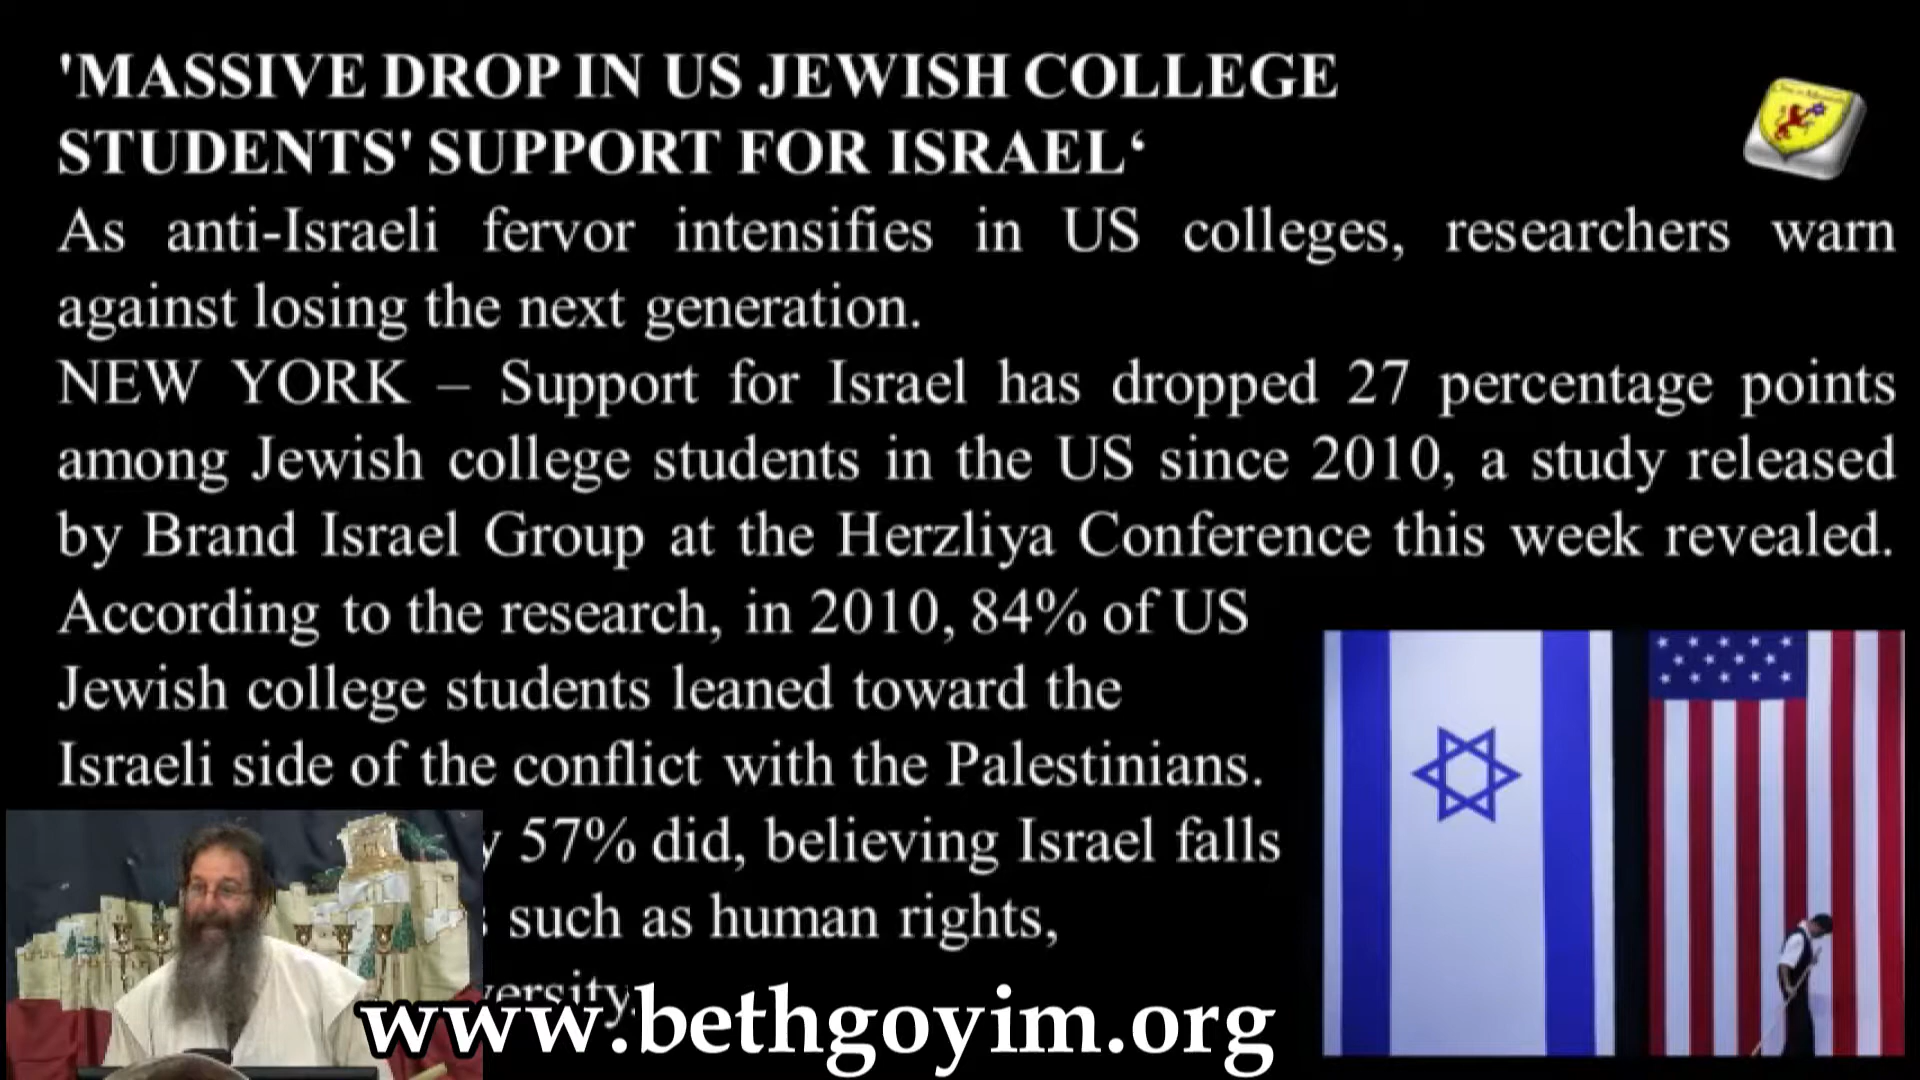 'MASSIVE DROP IN US JEWISH COLLEGE
STUDENTS' SUPPORT FOR ISRAEL‘
As anti-Israeli fervor intensifies in US colleges, researchers warn
against losing the next generation.
NEW YORK – Support for Israel has dropped 27 percentage points
among Jewish college students in the US since 2010, a study released
by Brand Israel Group at the Herzliya Conference this week revealed.
According to the research, in 2010, 84% of US
Jewish college students leaned toward the
Israeli side of the conflict with the Palestinians.
57% did, believing Israel falls
such as human rights,
www.bethgoyim.org